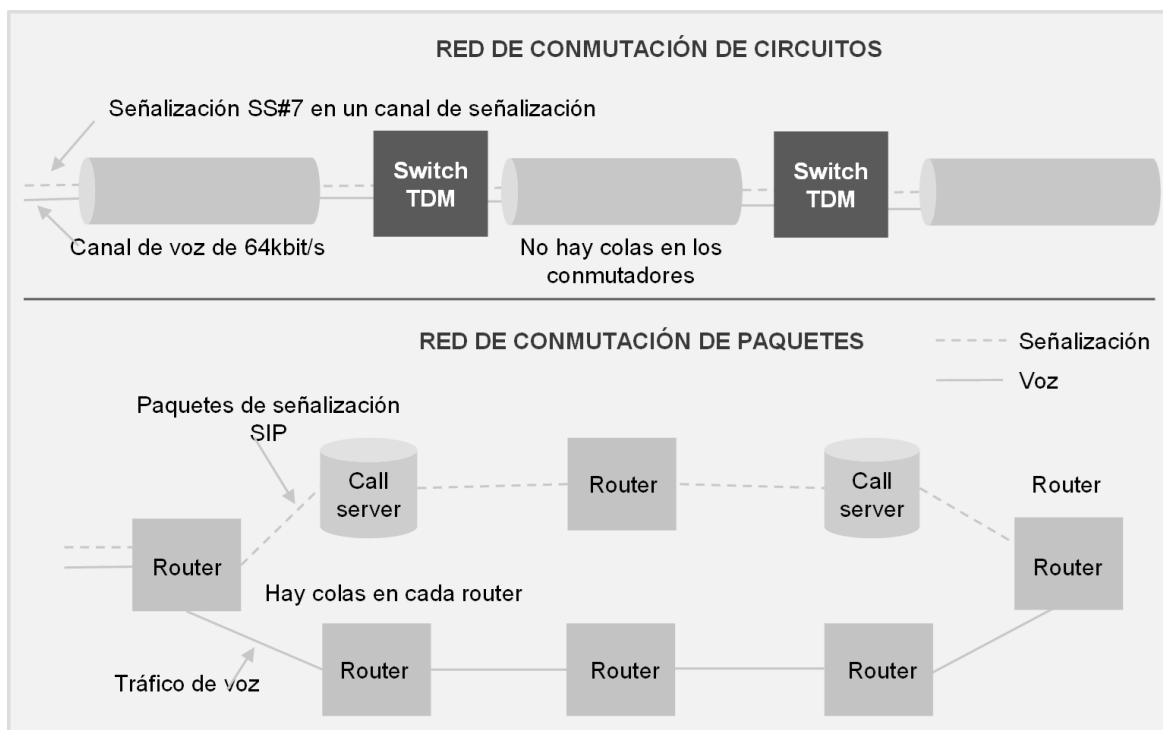 RED DE CONMUTACIÓN DE CIRCUITOS
Señalización SS#7 en un canal de señalización
Switch
TDM
Switch
TDM
Canal de voz de 64kbit/s
No hay colas en los
conmutadores
RED DE CONMUTACIÓN DE PAQUETES
Señalización
Voz
Paquetes de señalización
SIP
Call
server
Router
Call
server
Router
Router
Router
Hay colas en cada router
Router
Router
Router
Tráfico de voz